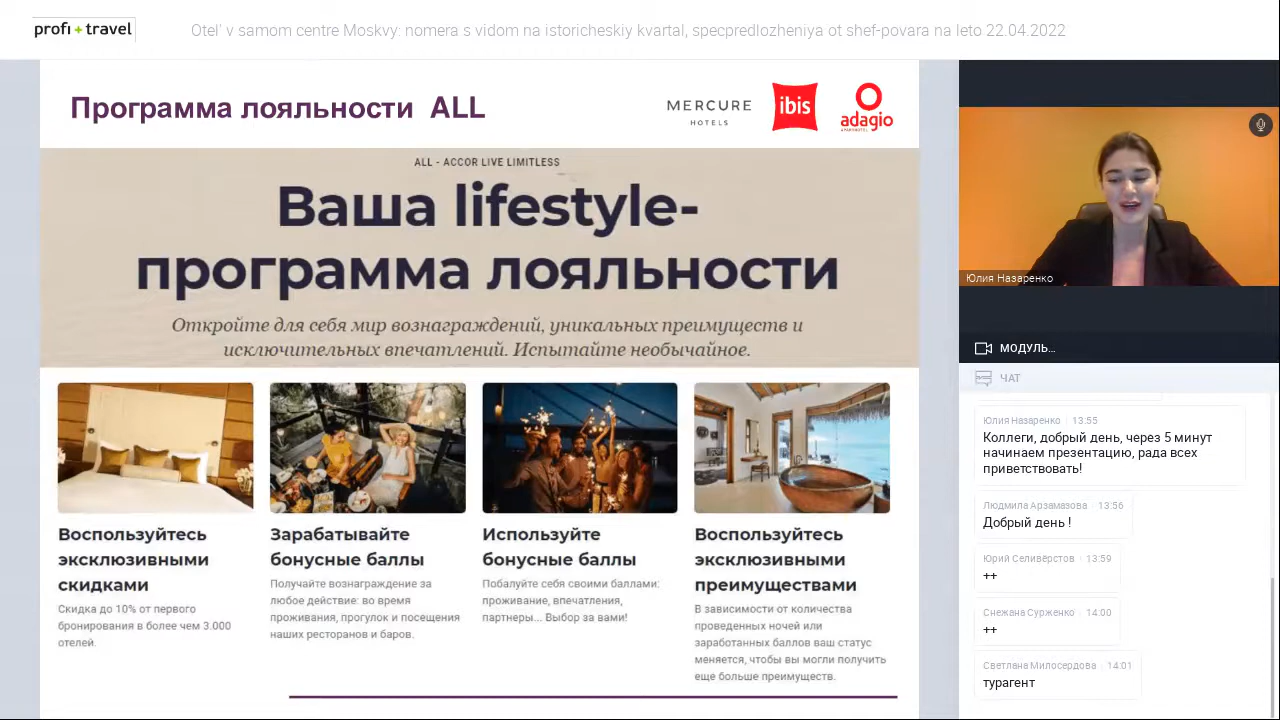 profi+travel
Otel' v samom centre Moskvy: nomera s vidom na istoricheskiy kvartal, specpredlozheniya ot shef-povara na leto 22.04.2022
Программа лояльности ALL
MERCURE
HOTELS
ibis
adagio
APARTHOTEL
ALL - ACCOR LIVE LIMITLESS
Ваша lifestyle-
программа лояльности
Откройте для себя мир вознаграждений, уникальных преимуществ и
исключительных впечатлений. Испытайте необычайное.
Воспользуйтесь
эксклюзивными
скидками
Скидка до 10% от первого
бронирования в более чем 3.000
отелей.
Зарабатывайте
бонусные баллы
Получайте вознаграждение за
любое действие: во время
проживания, прогулок и посещения
наших ресторанов и баров.
Используйте
бонусные баллы
Побалуйте себя своими баллами:
проживание, впечатления,
партнеры... Выбор за вами!
Воспользуйтесь
эксклюзивными
преимуществами
В зависимости от количества
проведенных ночей или
заработанных баллов ваш статус
меняется, чтобы вы могли получить
еще больше преимуществ.
Юлия Назаренко
МОДУЛЬ...
ЧАТ
Юлия Назаренко 13:55
Коллеги, добрый день, через 5 минут
начинаем презентацию, рада всех
приветствовать!
Людмила Арзамазова · 13:56
Добрый день !
Юрий Селивёрстов · 13:59
++
Снежана Сурженко · 14:00
++
Светлана Милосердова · 14:01
турагент